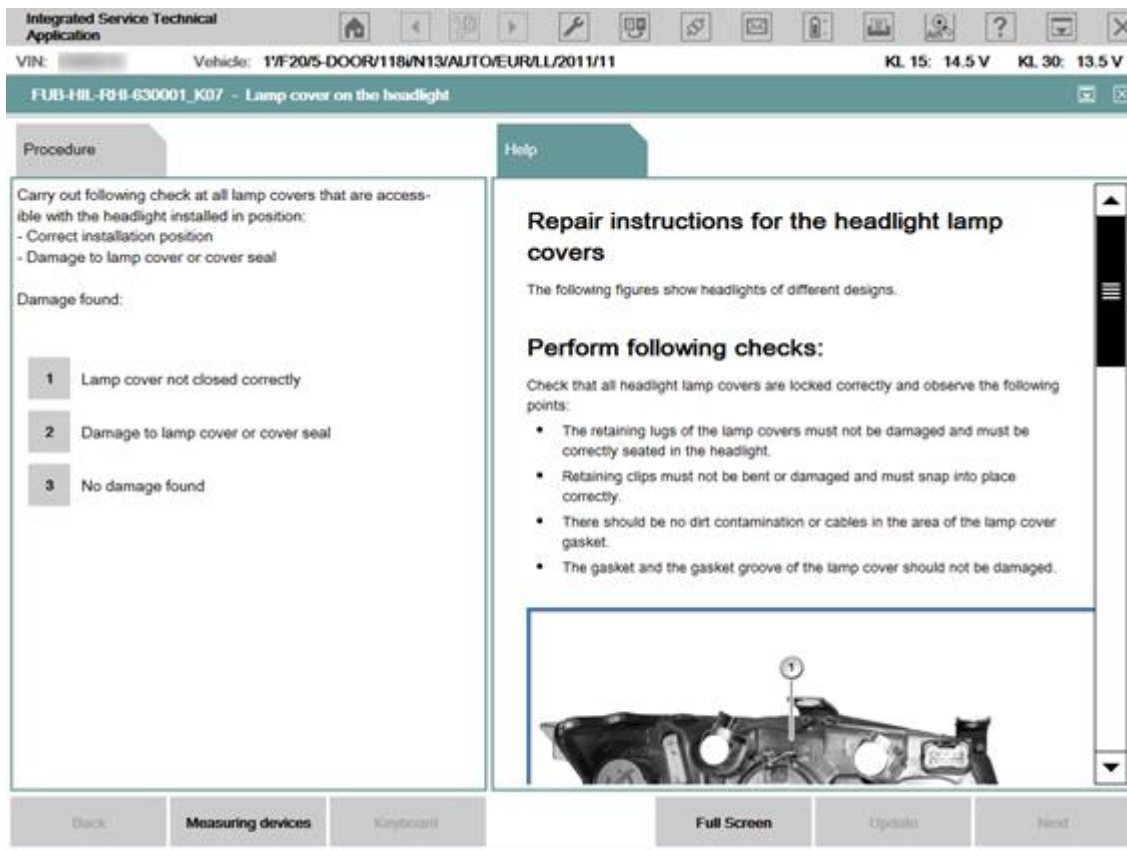 Integrated Service Technical
Application
VIN: Vehicle: 1'/F20/5-DOOR/118i/N13/AUTO/EUR/LL/2011/11 KL 15: 14.5 V KL 30: 13.5 V
FUB-HIL-RHI-630001_K07 - Lamp cover on the headlight
Procedure
Carry out following check at all lamp covers that are access-
ible with the headlight installed in position:
- Correct installation position
- Damage to lamp cover or cover seal
Damage found:
1 Lamp cover not closed correctly
2 Damage to lamp cover or cover seal
3 No damage found
Help
Repair instructions for the headlight lamp
covers
The following figures show headlights of different designs.
Perform following checks:
Check that all headlight lamp covers are locked correctly and observe the following
points:
• The retaining lugs of the lamp covers must not be damaged and must be
correctly seated in the headlight.
• Retaining clips must not be bent or damaged and must snap into place
correctly.
• There should be no dirt contamination or cables in the area of the lamp cover
gasket.
• The gasket and the gasket groove of the lamp cover should not be damaged.
1
Back Measuring devices Keyboard Full Screen Update Next